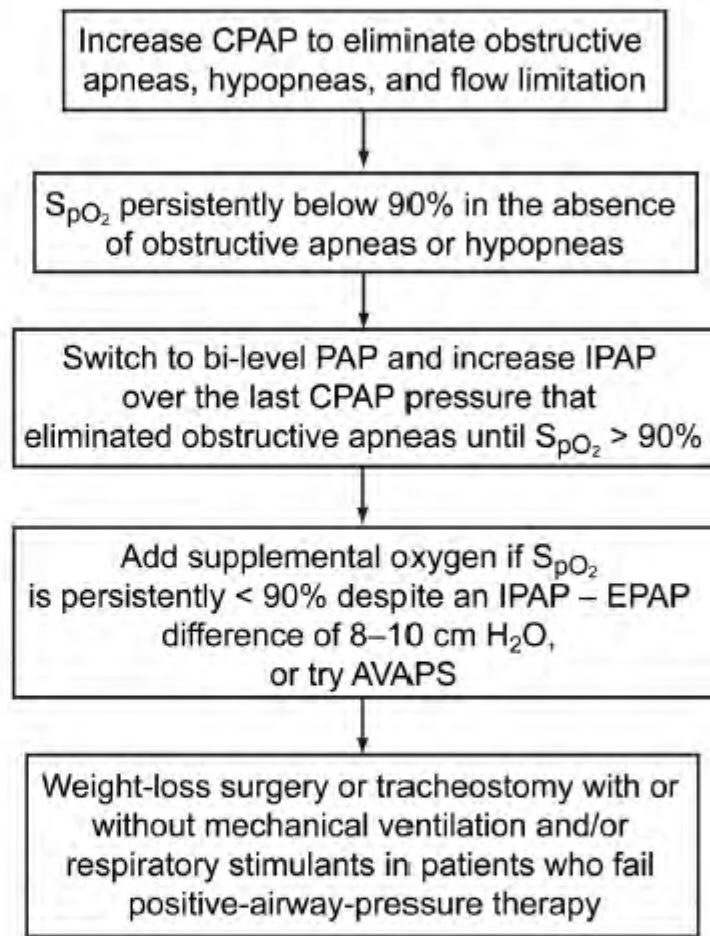 Increase CPAP to eliminate obstructive
apneas, hypopneas, and flow limitation
SpO₂ persistently below 90% in the absence
of obstructive apneas or hypopneas
Switch to bi-level PAP and increase IPAP
over the last CPAP pressure that
eliminated obstructive apneas until SpO₂ > 90%
Add supplemental oxygen if SpO₂
is persistently < 90% despite an IPAP – EPAP
difference of 8–10 cm H₂O,
or try AVAPS
Weight-loss surgery or tracheostomy with or
without mechanical ventilation and/or
respiratory stimulants in patients who fail
positive-airway-pressure therapy